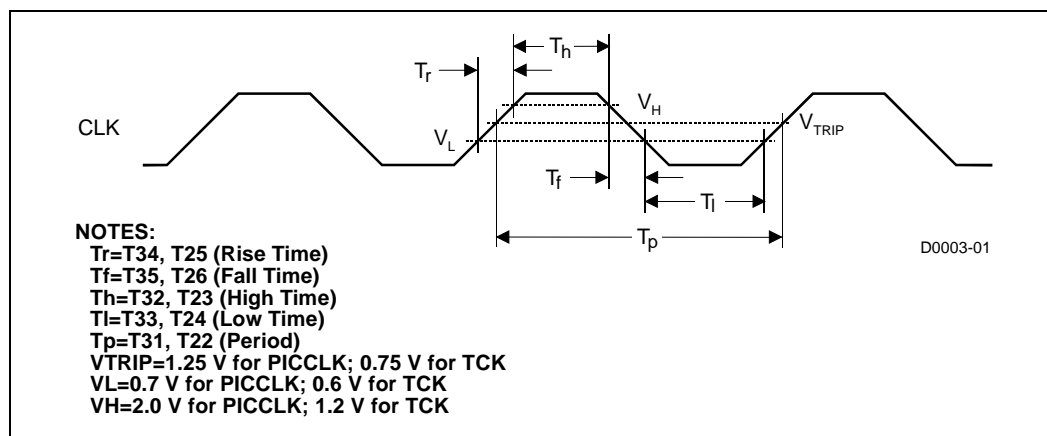 Th
Tr
VH
CLK
VL
VTRIP
Tf
Tl
Tp
D0003-01
NOTES:
Tr=T34, T25 (Rise Time)
Tf=T35, T26 (Fall Time)
Th=T32, T23 (High Time)
Tl=T33, T24 (Low Time)
Tp=T31, T22 (Period)
VTRIP=1.25 V for PICCLK; 0.75 V for TCK
VL=0.7 V for PICCLK; 0.6 V for TCK
VH=2.0 V for PICCLK; 1.2 V for TCK